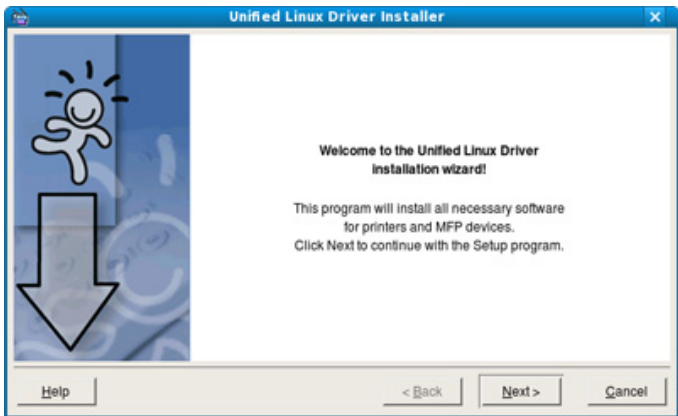 Unified Linux Driver Installer
Welcome to the Unified Linux Driver
installation wizard!
This program will install all necessary software
for printers and MFP devices.
Click Next to continue with the Setup program.
Help
< Back
Next >
Cancel